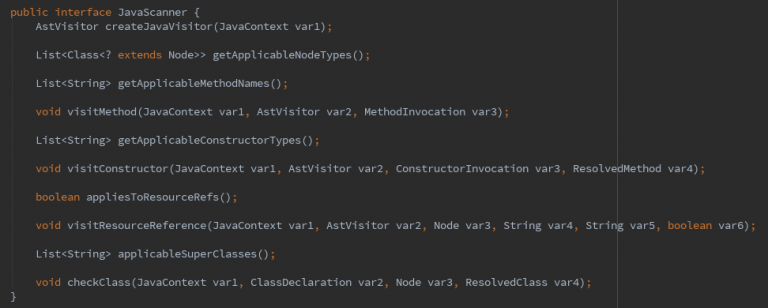 public interface JavaScanner {
    AstVisitor createJavaVisitor(JavaContext var1);
    List<Class<? extends Node>> getApplicableNodeTypes();
    List<String> getApplicableMethodNames();
    void visitMethod(JavaContext var1, AstVisitor var2, MethodInvocation var3);
    List<String> getApplicableConstructorTypes();
    void visitConstructor(JavaContext var1, AstVisitor var2, ConstructorInvocation var3, ResolvedMethod var4);
    boolean appliesToResourceRefs();
    void visitResourceReference(JavaContext var1, AstVisitor var2, Node var3, String var4, String var5, boolean var6);
    List<String> applicableSuperClasses();
    void checkClass(JavaContext var1, ClassDeclaration var2, Node var3, ResolvedClass var4);
}